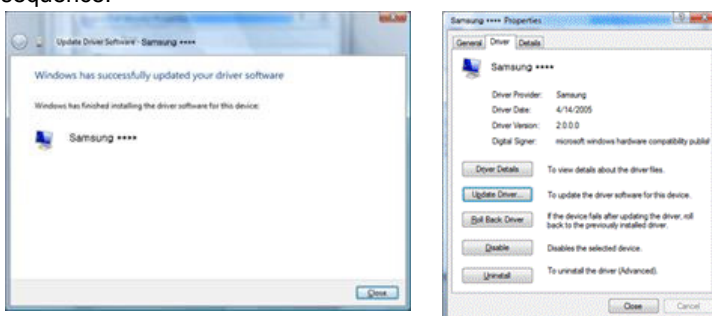 sequence.
Update Driver Software - Samsung ****
Windows has successfully updated your driver software
Windows has finished installing the driver software for this device:
Samsung ****
Close
Samsung **** Properties
General Driver Details
Samsung ****
Driver Provider: Samsung
Driver Date: 4/14/2005
Driver Version: 2.0.0.0
Digital Signer: microsoft windows hardware compatibility publis
Driver Details To view details about the driver files.
Update Driver... To update the driver software for this device.
Roll Back Driver If the device fails after updating the driver, roll
back to the previously installed driver.
Disable Disables the selected device.
Uninstall To uninstall the driver (Advanced).
Close Cancel